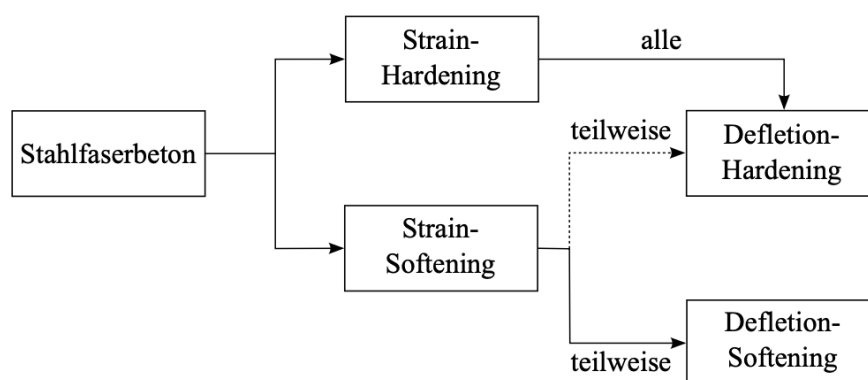 Strain-
Hardening
alle
Stahlfaserbeton
teilweise
Defletion-
Hardening
Strain-
Softening
teilweise
Defletion-
Softening